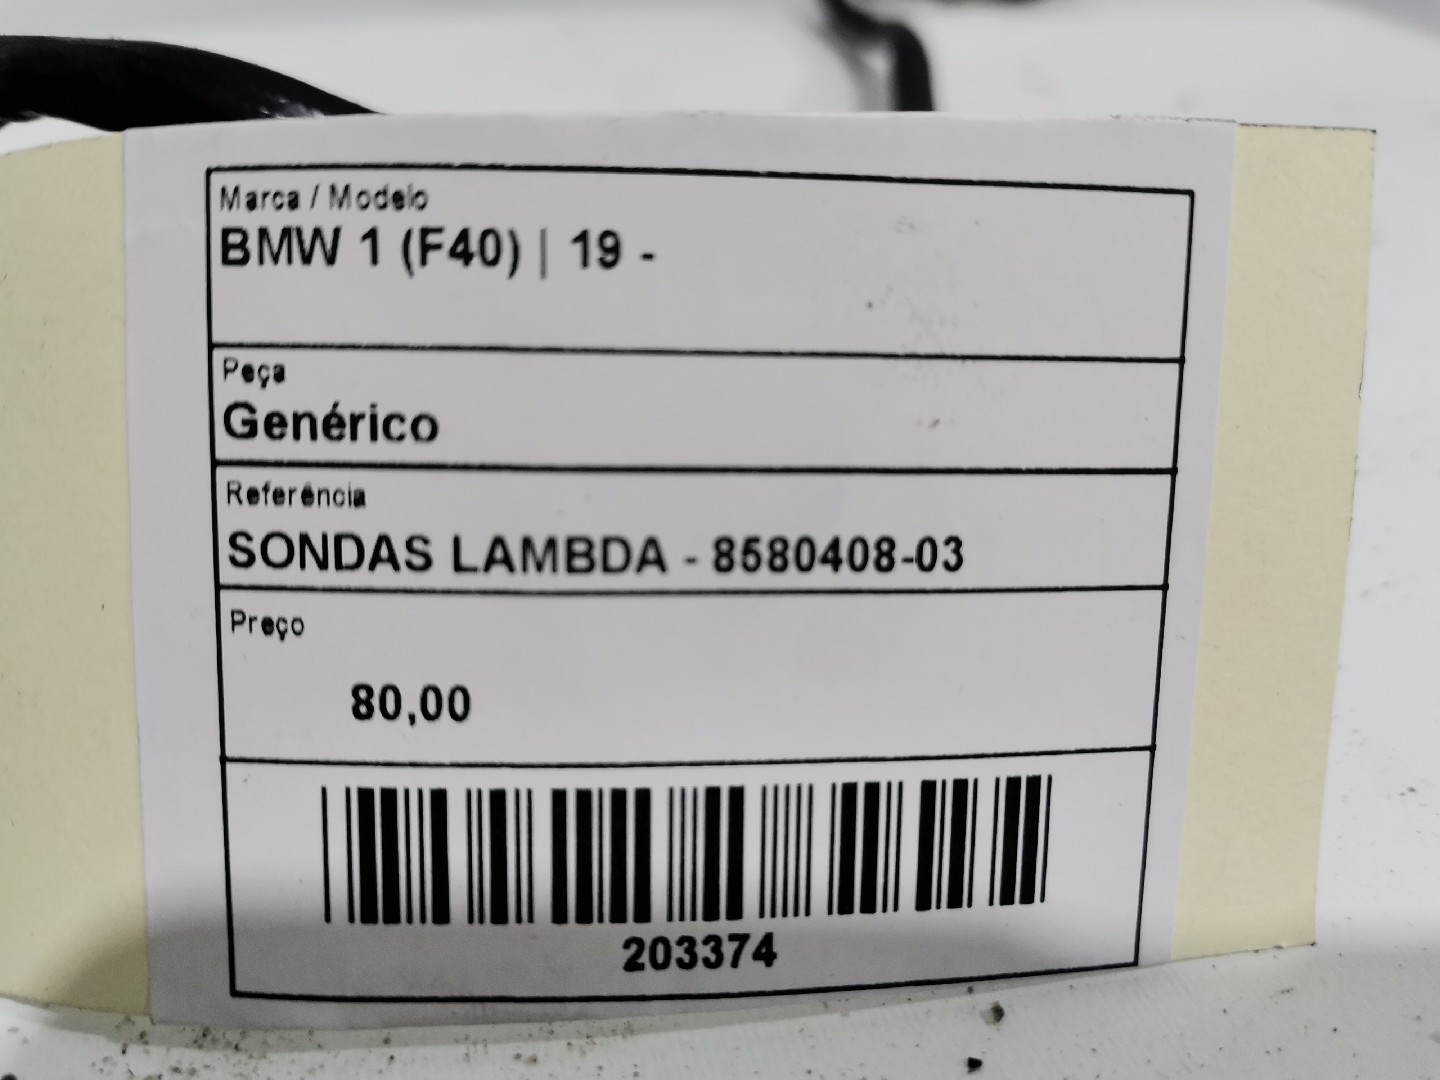 Marca / Modelo
BMW 1 (F40) | 19 -
Peça
Genérico
Referência
SONDAS LAMBDA - 8580408-03
Preço
80,00
203374